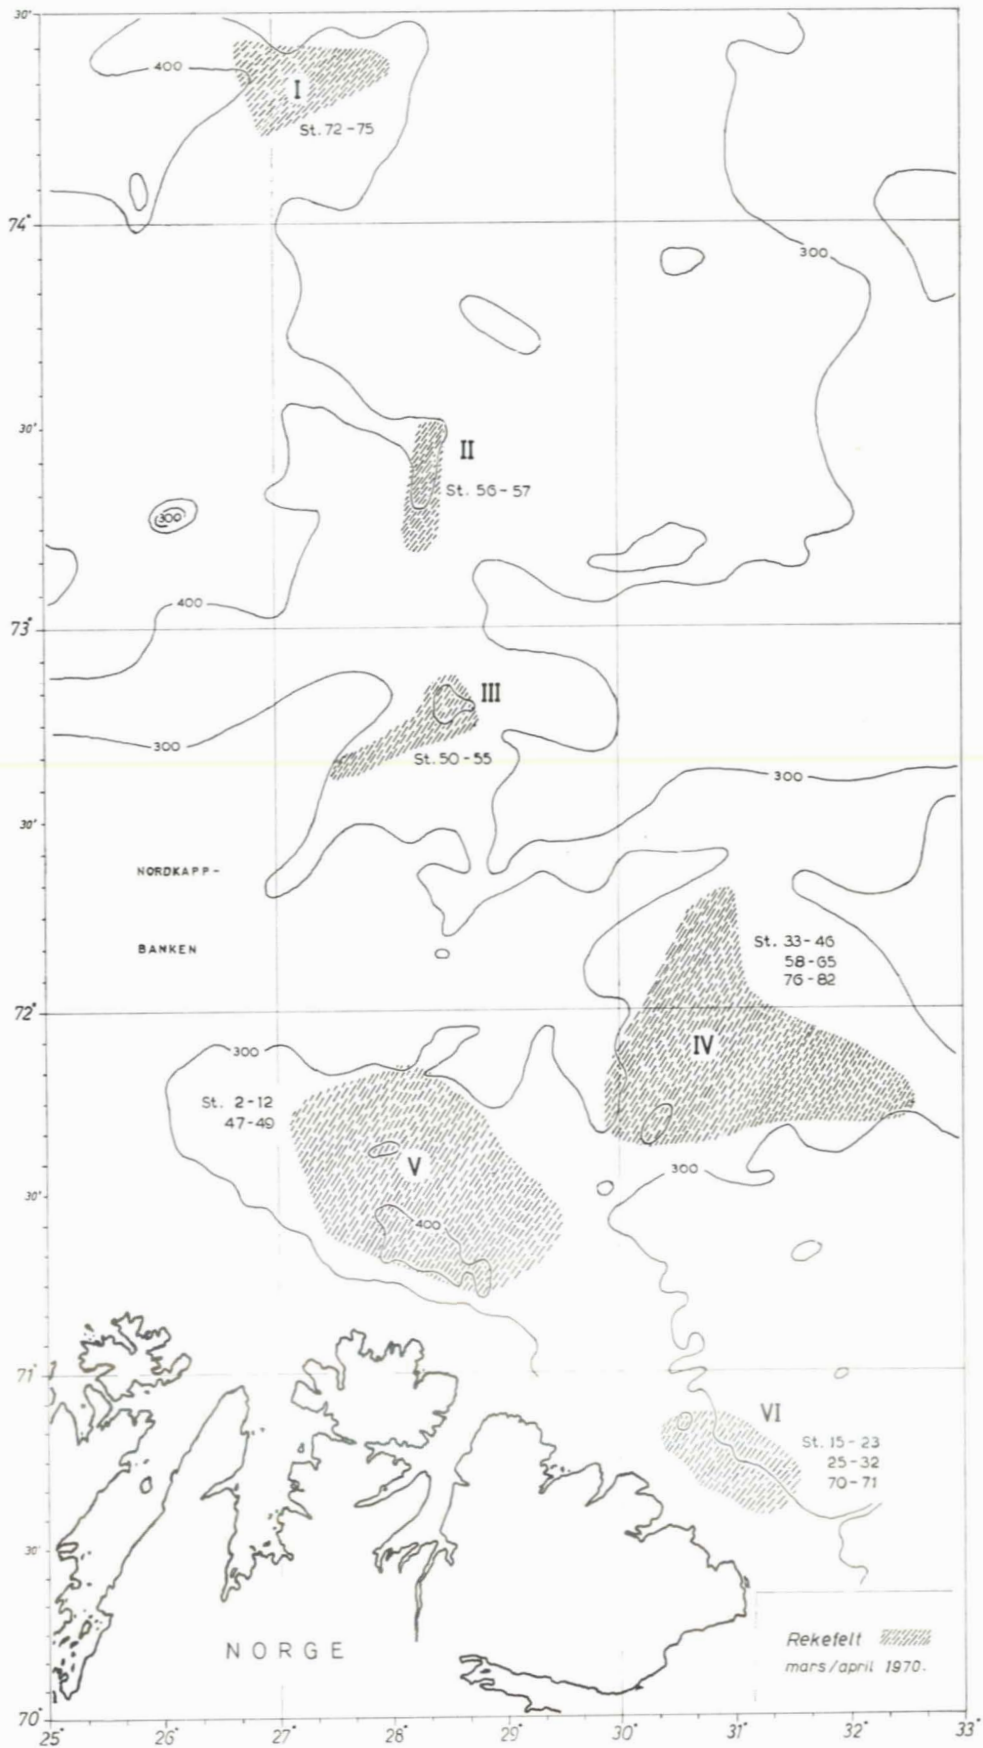 30'
400
I
St. 72-75
74°
300
30'
II
St. 56-57
300
400
73°
III
300
St. 50-55
300
30'
NORDKAPP-
BANKEN
St. 33-46
58-65
76-82
72°
IV
300
St. 2-12
47-49
V
300
30'
400
71°
VI
St. 15-23
25-32
70-71
30'
NORGE
Rekefelt
mars/april 1970.
70°
25° 26° 27° 28° 29° 30° 31° 32° 33°